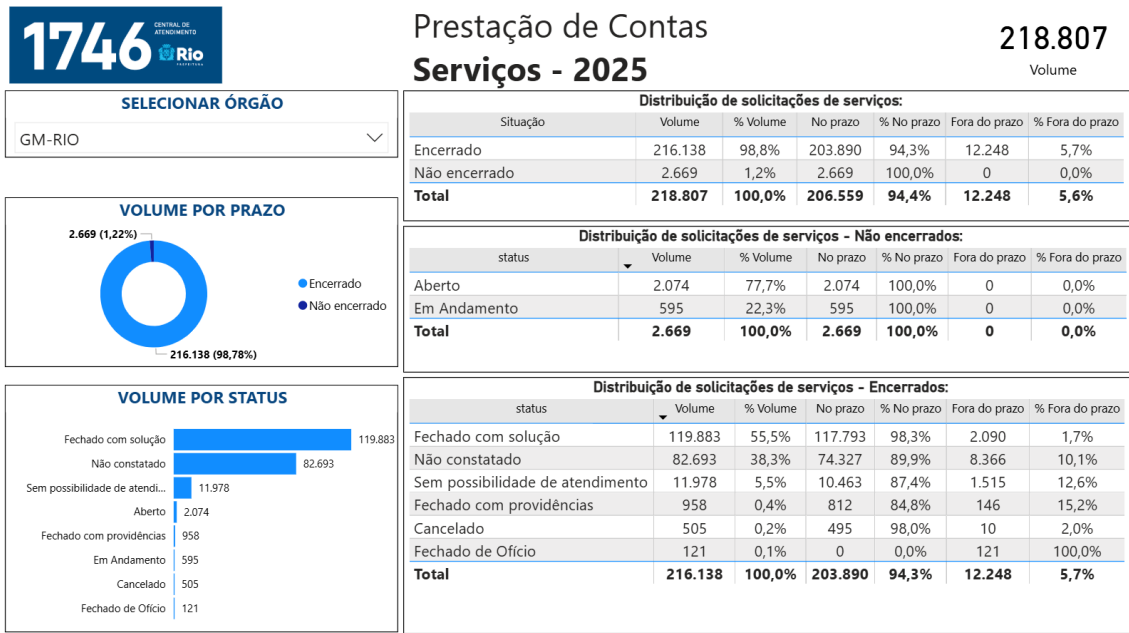 1746 CENTRAL DE ATENDIMENTO
Rio
PREFEITURA
Prestação de Contas
Serviços - 2025
218.807
Volume
SELECIONAR ÓRGÃO
GM-RIO
VOLUME POR PRAZO
2.669 (1,22%)
Encerrado
Não encerrado
216.138 (98,78%)
VOLUME POR STATUS
Fechado com solução 119.883
Não constatado 82.693
Sem possibilidade de atendi... 11.978
Aberto 2.074
Fechado com providências 958
Em Andamento 595
Cancelado 505
Fechado de Ofício 121
Distribuição de solicitações de serviços:
Situação Volume % Volume No prazo % No prazo Fora do prazo % Fora do prazo
Encerrado 216.138 98,8% 203.890 94,3% 12.248 5,7%
Não encerrado 2.669 1,2% 2.669 100,0% 0 0,0%
Total 218.807 100,0% 206.559 94,4% 12.248 5,6%
Distribuição de solicitações de serviços - Não encerrados:
status Volume % Volume No prazo % No prazo Fora do prazo % Fora do prazo
Aberto 2.074 77,7% 2.074 100,0% 0 0,0%
Em Andamento 595 22,3% 595 100,0% 0 0,0%
Total 2.669 100,0% 2.669 100,0% 0 0,0%
Distribuição de solicitações de serviços - Encerrados:
status Volume % Volume No prazo % No prazo Fora do prazo % Fora do prazo
Fechado com solução 119.883 55,5% 117.793 98,3% 2.090 1,7%
Não constatado 82.693 38,3% 74.327 89,9% 8.366 10,1%
Sem possibilidade de atendimento 11.978 5,5% 10.463 87,4% 1.515 12,6%
Fechado com providências 958 0,4% 812 84,8% 146 15,2%
Cancelado 505 0,2% 495 98,0% 10 2,0%
Fechado de Ofício 121 0,1% 0 0,0% 121 100,0%
Total 216.138 100,0% 203.890 94,3% 12.248 5,7%